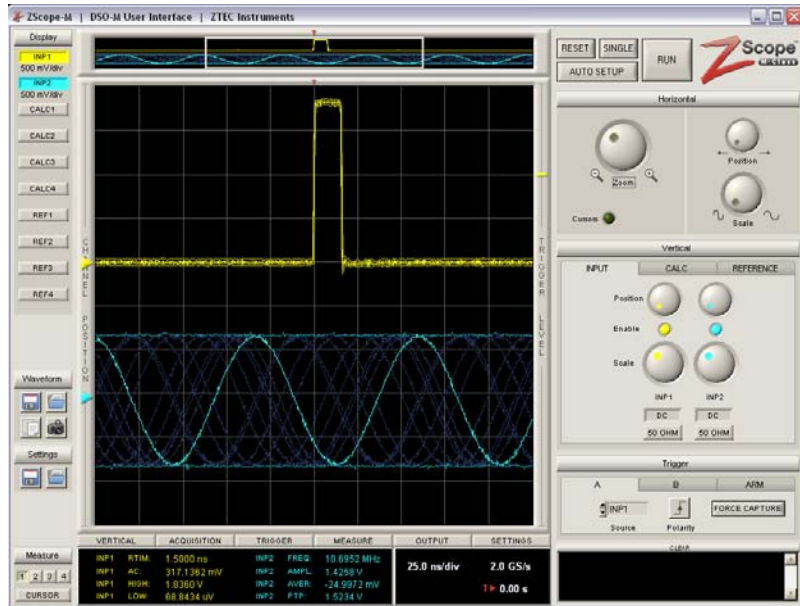 ZScope-M | DSO-M User Interface | ZTEC Instruments
Display
INP1
500 mV/div
INP2
500 mV/div
CALC1
CALC2
CALC3
CALC4
REF1
REF2
REF3
REF4
Waveform
Settings
Measure
1 2 3 4
CURSOR
CHANNEL POSITION
TRIGGER LEVEL
VERTICAL ACQUISITION TRIGGER MEASURE OUTPUT SETTINGS
INP1 RTIM: 1.5000 ns INP2 FREQ: 10.6952 MHz
INP1 AC: 317.1362 mV INP2 AMPL: 1.4258 V
INP1 HIGH: 1.8360 V INP2 AVER: -24.9972 mV
INP1 LOW: 68.8434 uV INP2 PTP: 1.5234 V
25.0 ns/div 2.0 GS/s
T 0.00 s
RESET SINGLE RUN
AUTO SETUP
ZScope
Horizontal
Zoom
Position
Cursors
Scale
Vertical
INPUT CALC REFERENCE
Position
Enable
Scale
INP1 INP2
DC DC
50 OHM 50 OHM
Trigger
A B ARM
INP1 FORCE CAPTURE
Source Polarity
CLEAR